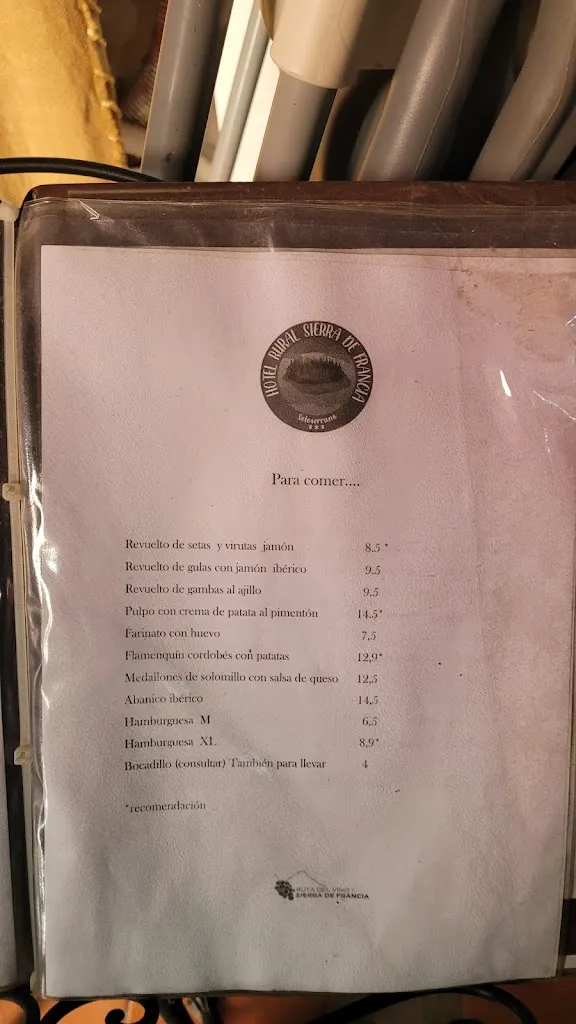 HOTEL RURAL SIERRA DE FRANCIA
Sotoserrano
Para comer....
Revuelto de setas y virutas jamón 8.5 *
Revuelto de gulas con jamón ibérico 9.5
Revuelto de gambas al ajillo 9.5
Pulpo con crema de patata al pimentón 14.5*
Farinato con huevo 7,5
Flamenquín cordobés con patatas 12,9*
Medallones de solomillo con salsa de queso 12,5
Abanico ibérico 14,5
Hamburguesa M 6,5
Hamburguesa XL 8,9*
Bocadillo (consultar) También para llevar 4
*recomendación
RUTA DEL VINO
SIERRA DE FRANCIA